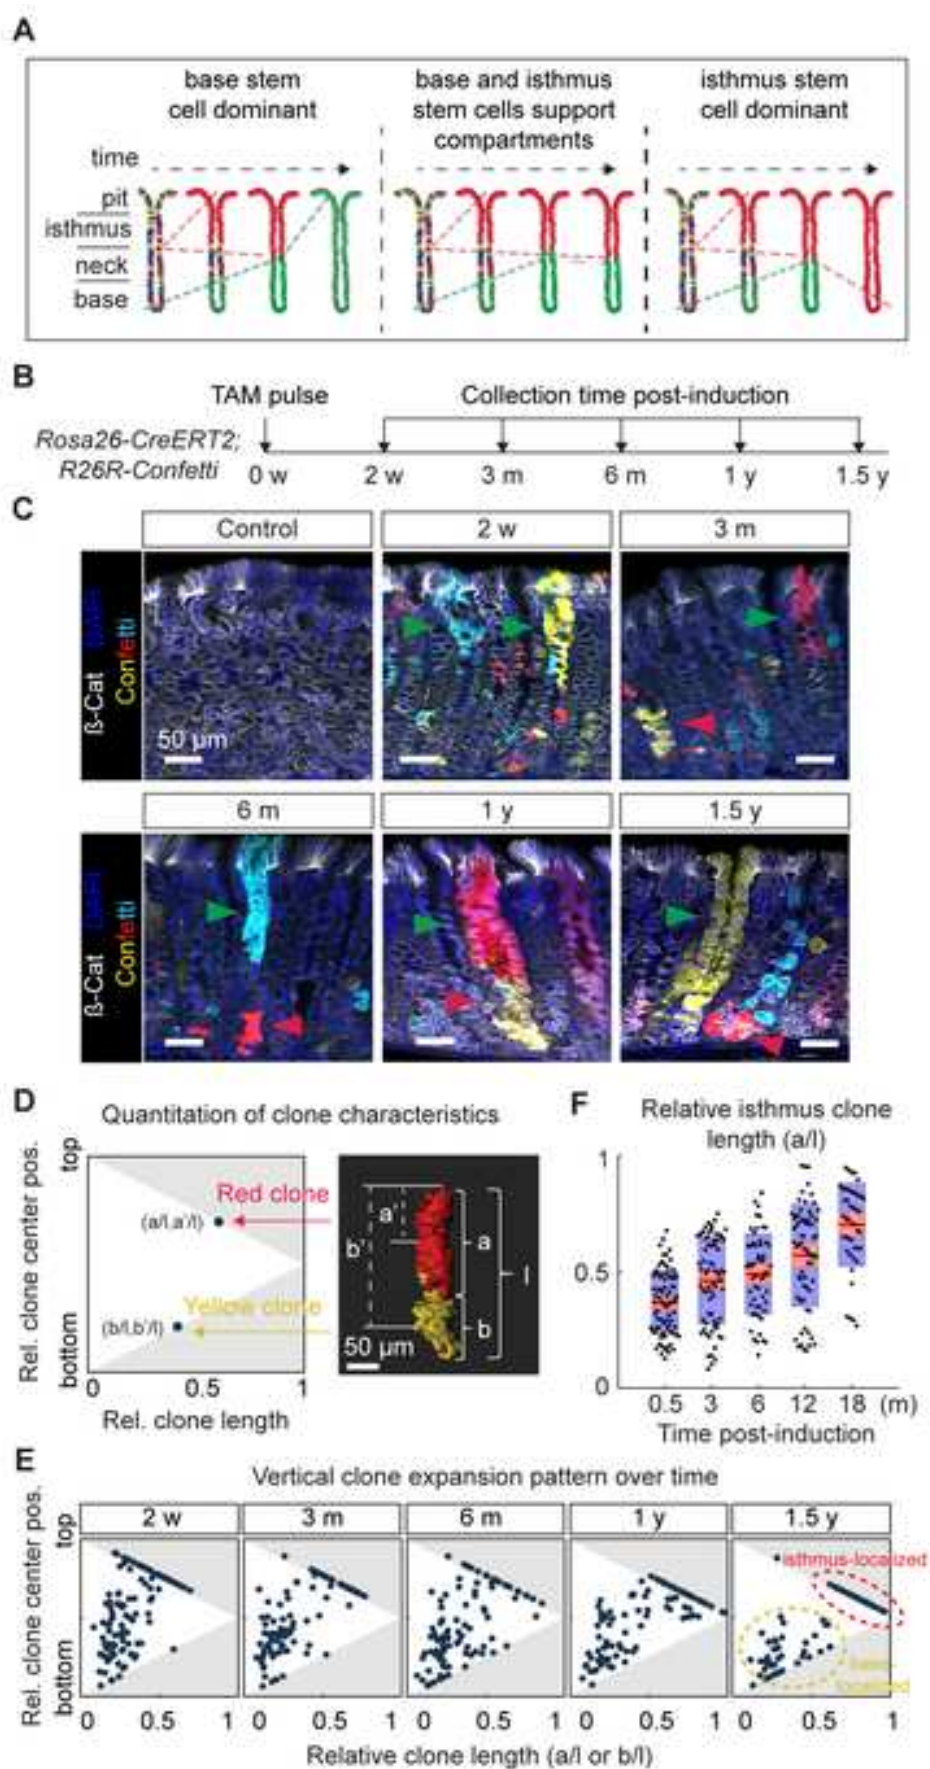 A
base stem
cell dominant
base and isthmus
stem cells support
compartments
isthmus stem
cell dominant
time
pit
isthmus
neck
base
B
TAM pulse
Collection time post-induction
Rosa26-CreERT2;
R26R-Confetti
0 w
2 w
3 m
6 m
1 y
1.5 y
C
Control
2 w
3 m
ß-Cat
Confetti
50 µm
6 m
1 y
1.5 y
ß-Cat
Confetti
D
Quantitation of clone characteristics
Rel. clone center pos.
top
bottom
Red clone
(a/l.a'/l)
Yellow clone
(b/l.b'/l)
0
0.5
1
Rel. clone length
a'
b'
a
b
l
50 µm
F
Relative isthmus clone
length (a/l)
1
0.5
0
0.5 3 6 12 18 (m)
Time post-induction
E
Vertical clone expansion pattern over time
2 w
3 m
6 m
1 y
1.5 y
Rel. clone center pos.
top
bottom
isthmus-localized
0 0.5 1 0 0.5 1 0 0.5 1 0 0.5 1 0 0.5 1
Relative clone length (a/l or b/l)